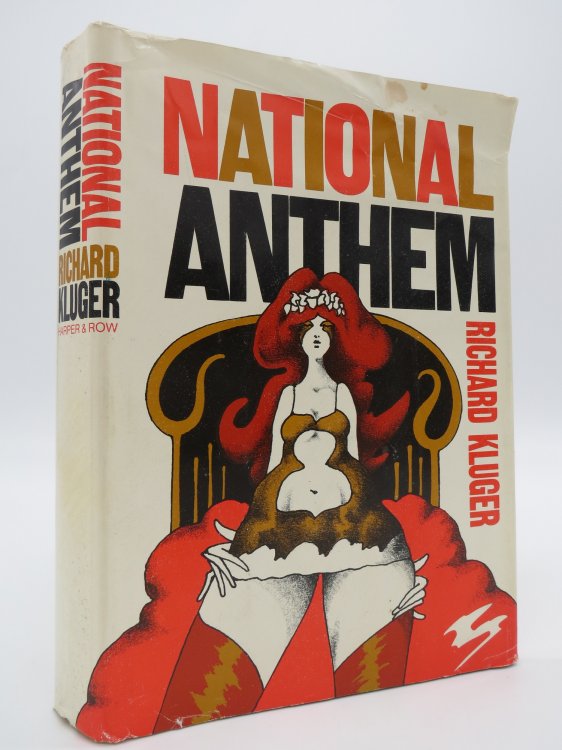 NATIONAL
ANTHEM
RICHARD KLUGER
NATIONAL
ANTHEM
RICHARD
KLUGER
HARPER & ROW